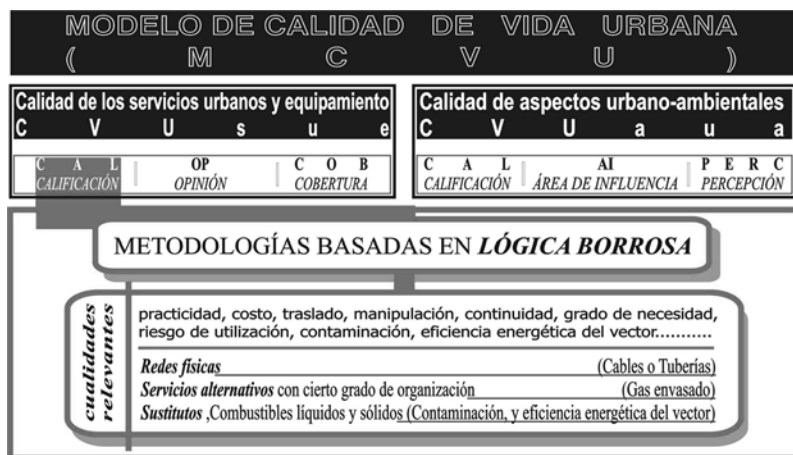 MODELO DE CALIDAD DE VIDA URBANA
( M C V U )
Calidad de los servicios urbanos y equipamiento
C V U s u e
C A L OP C O B
CALIFICACIÓN OPINIÓN COBERTURA
Calidad de aspectos urbano-ambientales
C V U a u a
C A L AI P E R C
CALIFICACIÓN ÁREA DE INFLUENCIA PERCEPCIÓN
METODOLOGÍAS BASADAS EN LÓGICA BORROSA
cualidades
relevantes
practicidad, costo, traslado, manipulación, continuidad, grado de necesidad,
riesgo de utilización, contaminación, eficiencia energética del vector...........
Redes físicas (Cables o Tuberías)
Servicios alternativos con cierto grado de organización (Gas envasado)
Sustitutos ,Combustibles líquidos y sólidos (Contaminación, y eficiencia energética del vector)